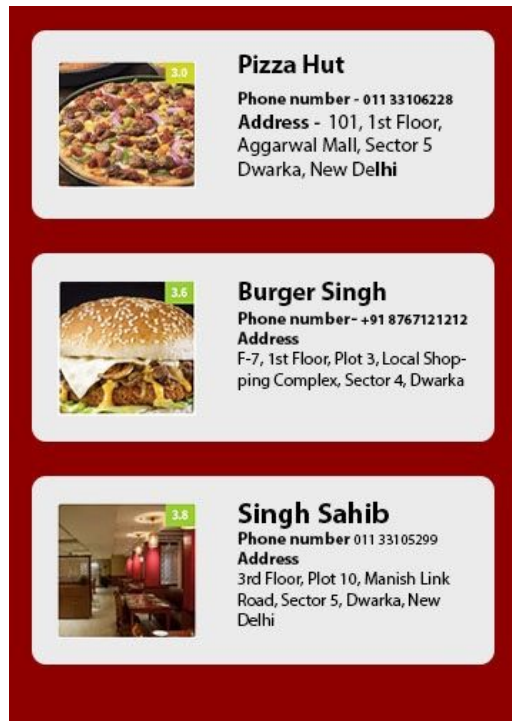 3.0
Pizza Hut
Phone number - 011 33106228
Address - 101, 1st Floor,
Aggarwal Mall, Sector 5
Dwarka, New Delhi
3.6
Burger Singh
Phone number- +91 8767121212
Address
F-7, 1st Floor, Plot 3, Local Shop-
ping Complex, Sector 4, Dwarka
3.8
Singh Sahib
Phone number 011 33105299
Address
3rd Floor, Plot 10, Manish Link
Road, Sector 5, Dwarka, New
Delhi